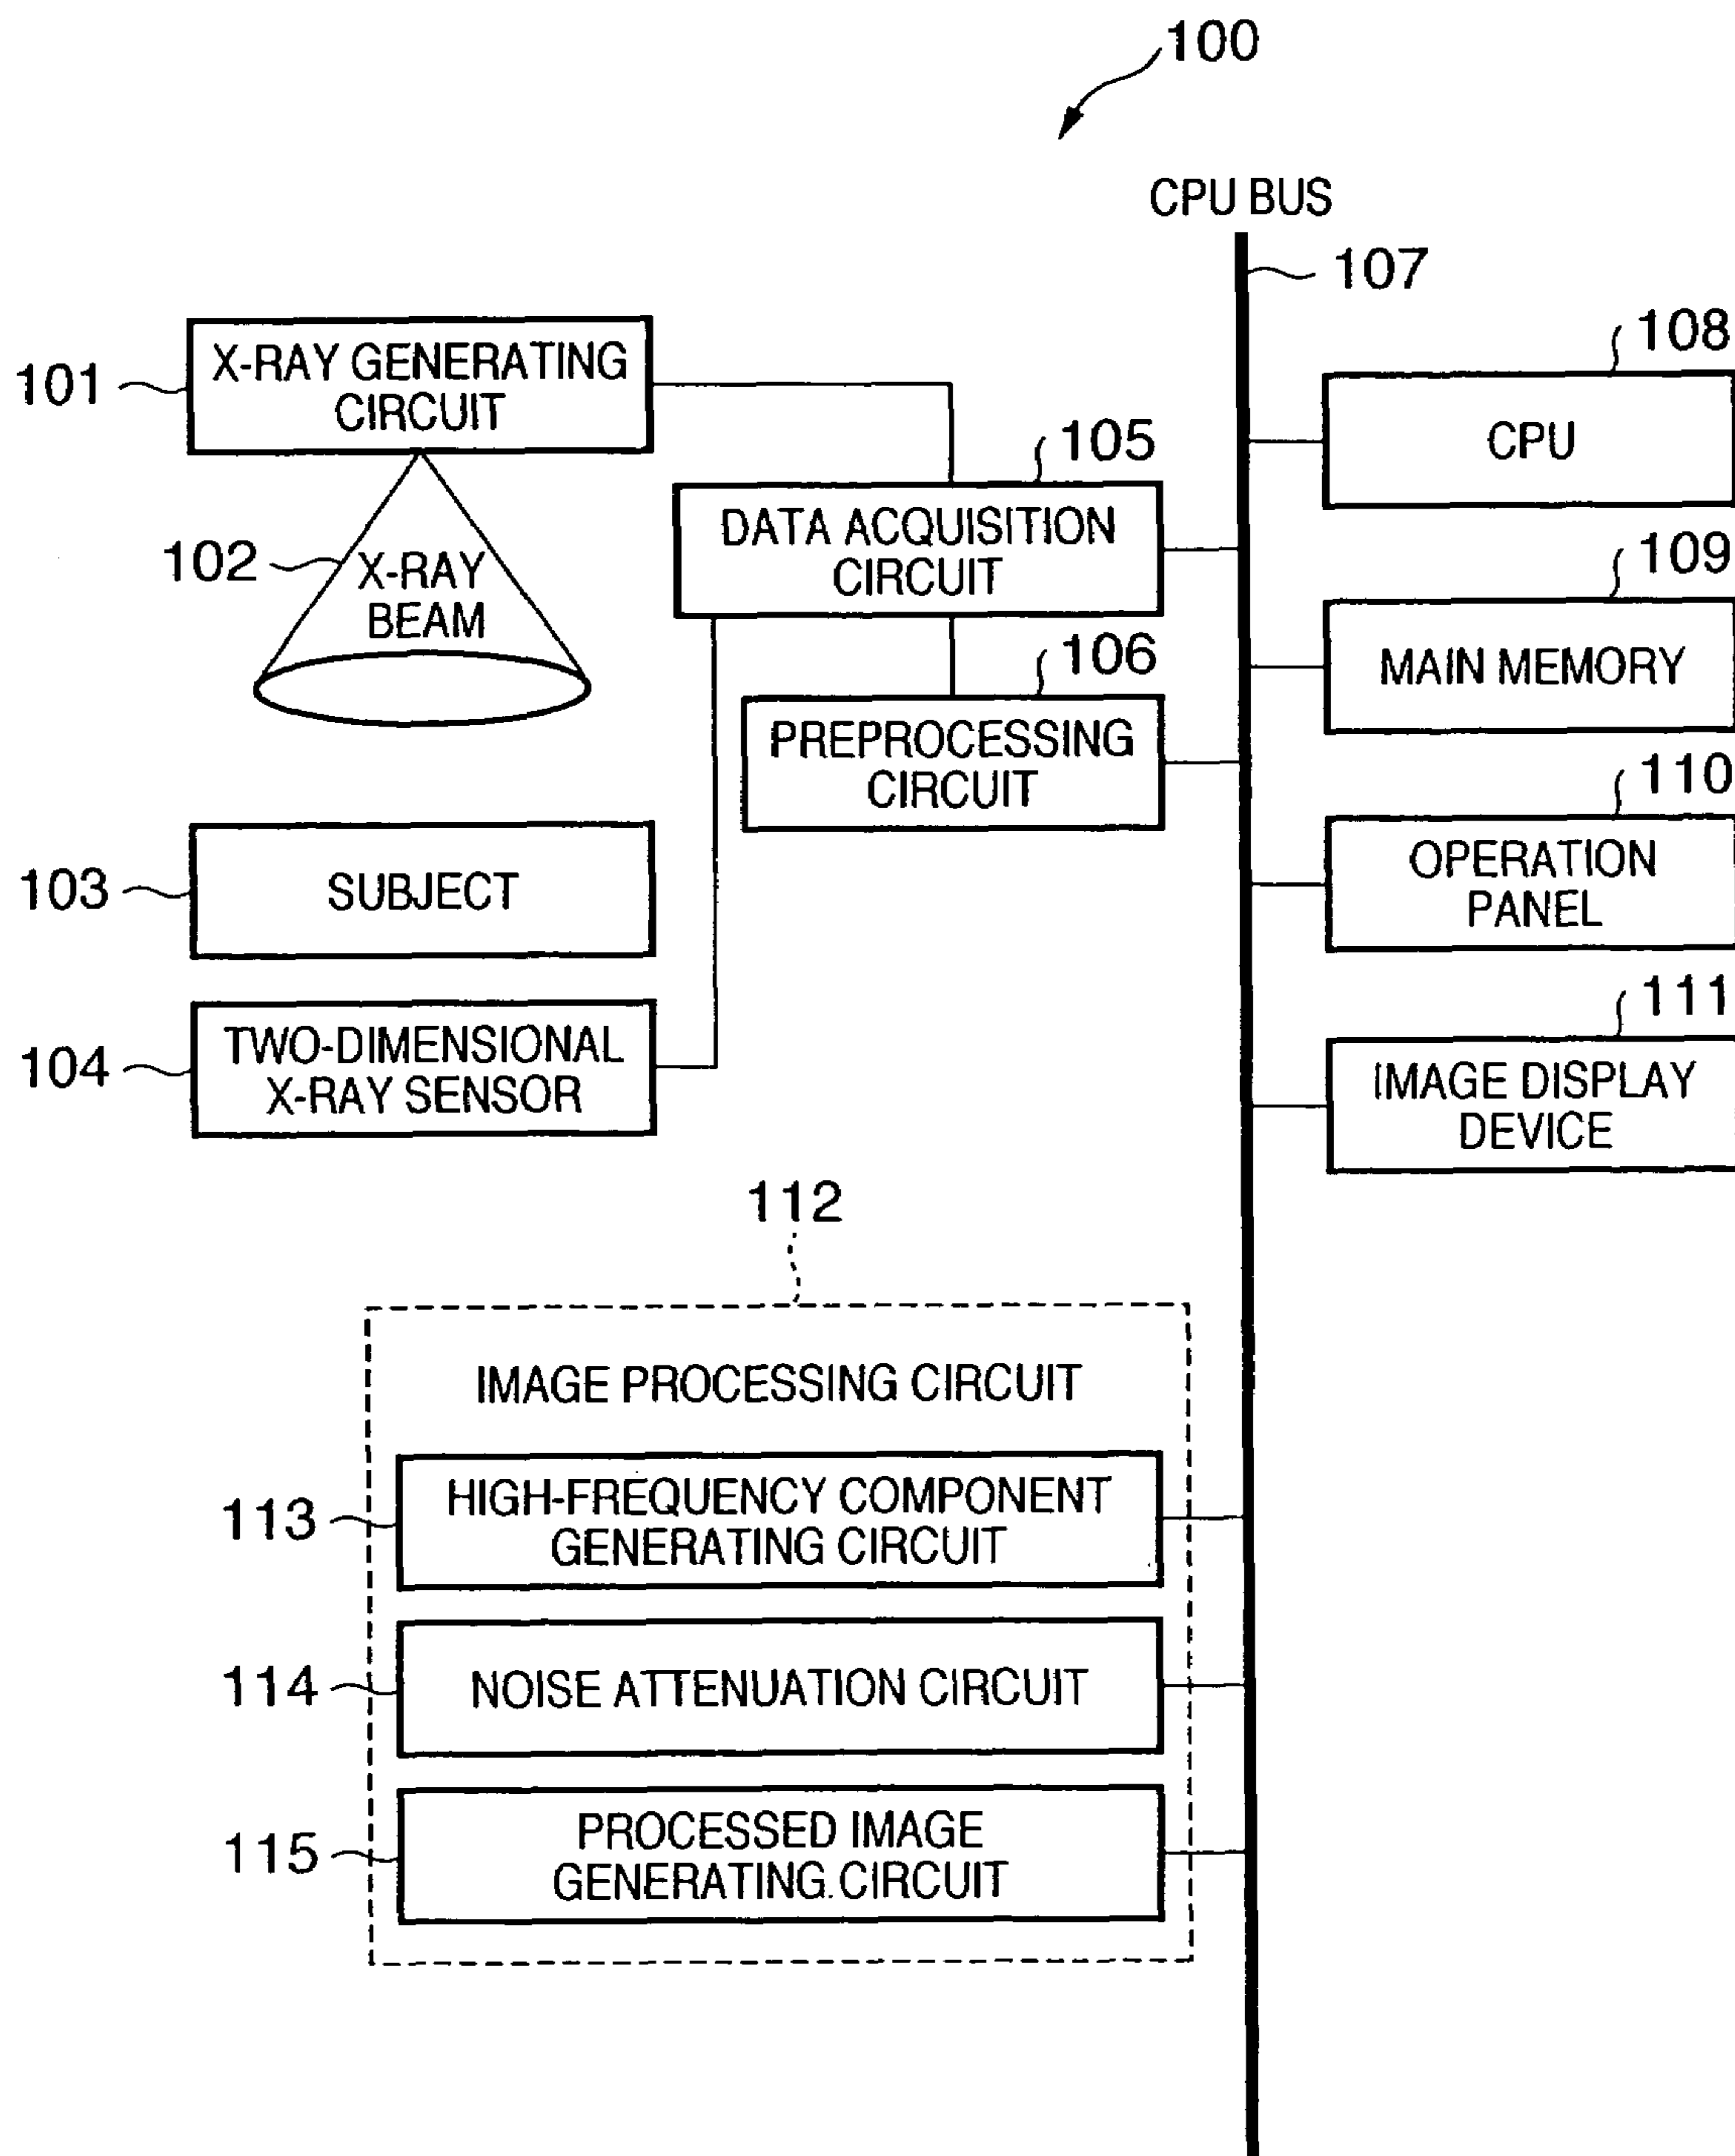 100
CPU BUS
107
101
X-RAY GENERATING
CIRCUIT
108
CPU
105
DATA ACQUISITION
CIRCUIT
102
X-RAY
BEAM
109
MAIN MEMORY
106
PREPROCESSING
CIRCUIT
110
OPERATION
PANEL
103
SUBJECT
104
TWO-DIMENSIONAL
X-RAY SENSOR
111
IMAGE DISPLAY
DEVICE
112
IMAGE PROCESSING CIRCUIT
113
HIGH-FREQUENCY COMPONENT
GENERATING CIRCUIT
114
NOISE ATTENUATION CIRCUIT
115
PROCESSED IMAGE
GENERATING CIRCUIT